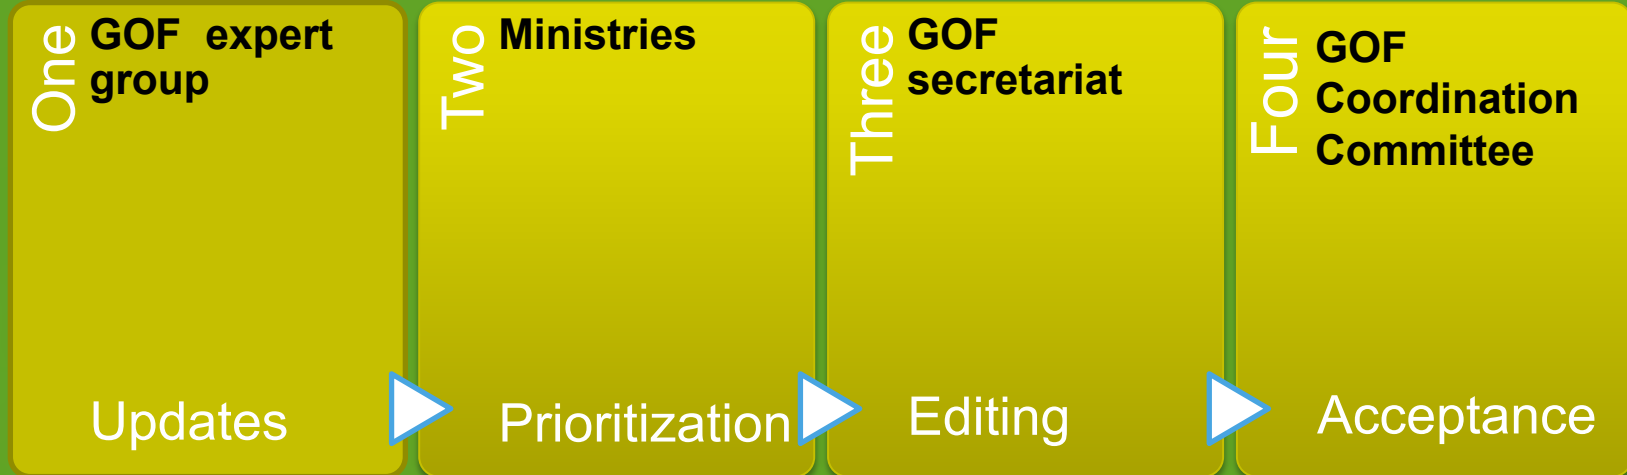 One
GOF expert
group
Updates
Two
Ministries
Prioritization
Three
GOF
secretariat
Editing
Four
GOF
Coordination
Committee
Acceptance